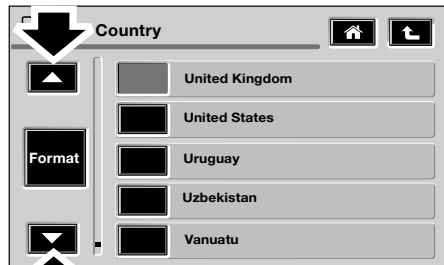 Country
United Kingdom
United States
Format
Uruguay
Uzbekistan
Vanuatu